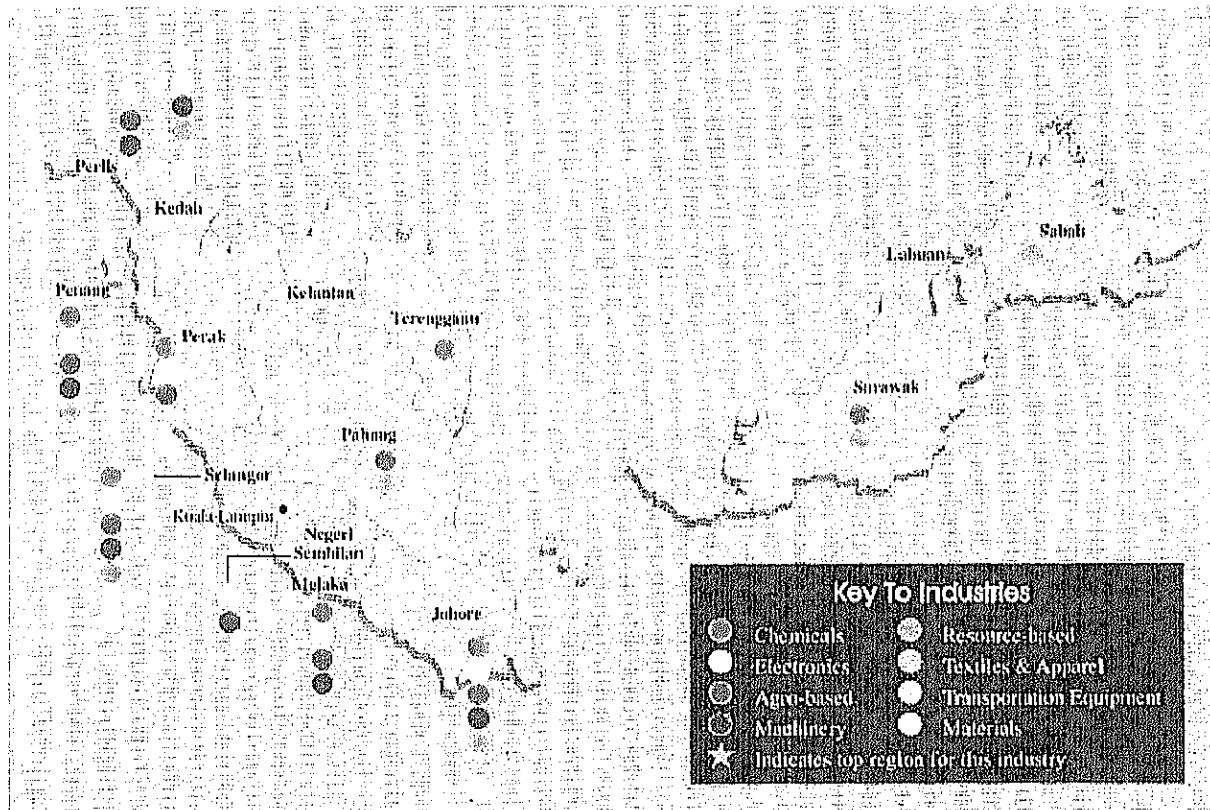 Perlis
Kedah
Penang
Kelantan
Terengganu
Perak
Pahang
Selangor
Kuala-Lumpur
Negeri
Sembilan
Melaka
Johore
Labuan
Sabah
Sarawak
Key To Industries
Chemicals
Resource-based
Electronics
Textiles & Apparel
Agro-based
Transportation Equipment
Machinery
Materials
Indicates top region for this industry